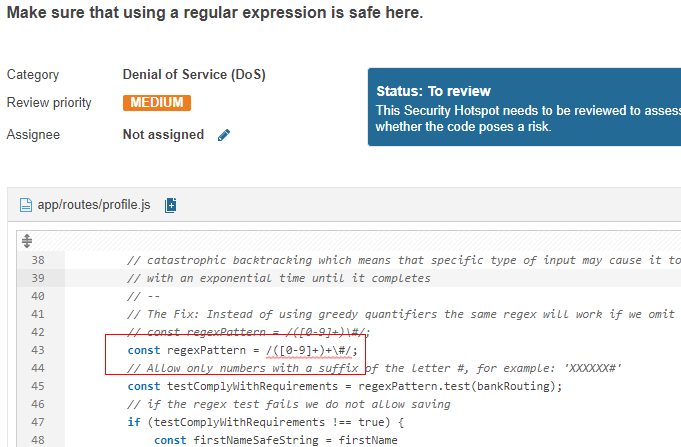 Make sure that using a regular expression is safe here.
Category Denial of Service (DoS)
Review priority MEDIUM
Assignee Not assigned
Status: To review
This Security Hotspot needs to be reviewed to assess
whether the code poses a risk.
app/routes/profile.js
38 // catastrophic backtracking which means that specific type of input may cause it to
39 // with an exponential time until it completes
40 // --
41 // The Fix: Instead of using greedy quantifiers the same regex will work if we omit
42 // const regexPattern = /([0-9]+)\#/;
43 const regexPattern = /([0-9]+)+\#/;
44 // Allow only numbers with a suffix of the letter #, for example: 'XXXXXX#'
45 const testComplyWithRequirements = regexPattern.test(bankRouting);
46 // if the regex test fails we do not allow saving
47 if (testComplyWithRequirements !== true) {
48 const firstNameSafeString = firstName